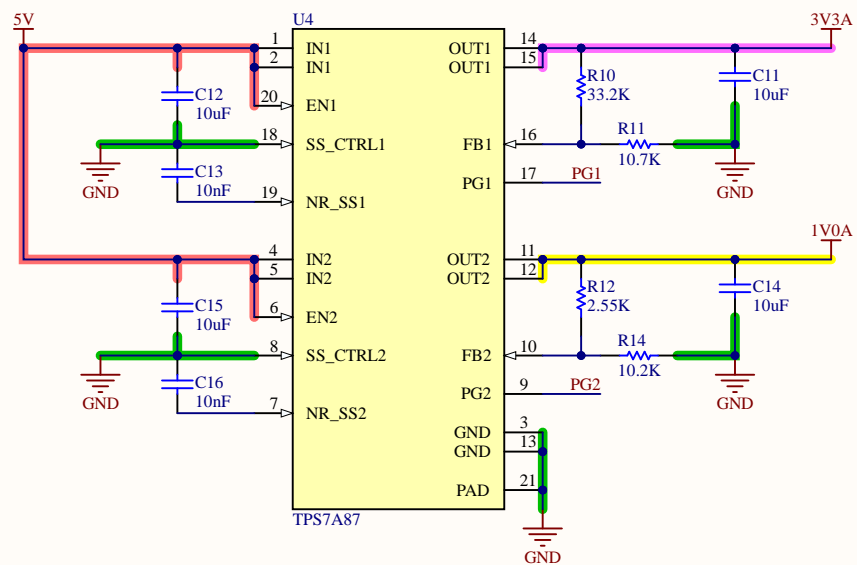 5V
U4
3V3A
1 IN1 OUT1 14
2 IN1 OUT1 15
C12
10uF
R10
33.2K
C11
10uF
20 EN1
18 SS_CTRL1 FB1 16
R11
10.7K
GND
C13
10nF
GND
PG1 17 PG1
19 NR_SS1
1V0A
4 IN2 OUT2 11
5 IN2 OUT2 12
C15
10uF
R12
2.55K
C14
10uF
6 EN2
8 SS_CTRL2 FB2 10
R14
10.2K
GND
C16
10nF
GND
PG2 9 PG2
7 NR_SS2
GND 3
GND 13
PAD 21
TPS7A87
GND